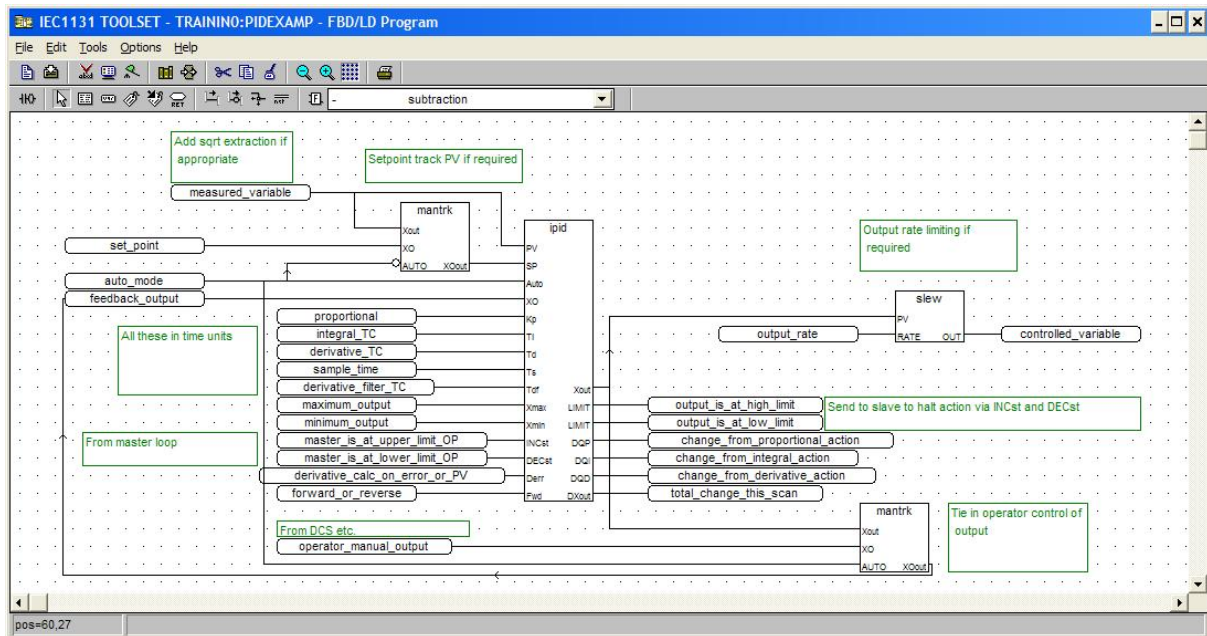 IEC1131 TOOLSET - TRAININ0:PIDEXAMP - FBD/LD Program
File Edit Tools Options Help
- subtraction
Add sqrt extraction if
appropriate
Setpoint track PV if required
measured_variable
mantrk
Xout
XO
AUTO XOout
set_point
auto_mode
feedback_output
ipid
PV
SP
Auto
XO
Kp
TI
Td
Ts
Tdf Xout
Xmax LIMIT
Xmin LIMIT
INCst DQP
DECst DQI
Derr DQD
Fwd DXout
All these in time units
proportional
integral_TC
derivative_TC
sample_time
derivative_filter_TC
maximum_output
minimum_output
From master loop
master_is_at_upper_limit_OP
master_is_at_lower_limit_OP
derivative_calc_on_error_or_PV
forward_or_reverse
From DCS etc.
operator_manual_output
Output rate limiting if
required
slew
PV
RATE OUT
output_rate
controlled_variable
output_is_at_high_limit
output_is_at_low_limit
Send to slave to halt action via INCst and DECst
change_from_proportional_action
change_from_integral_action
change_from_derivative_action
total_change_this_scan
mantrk
Xout
XO
AUTO XOout
Tie in operator control of
output
pos=60,27